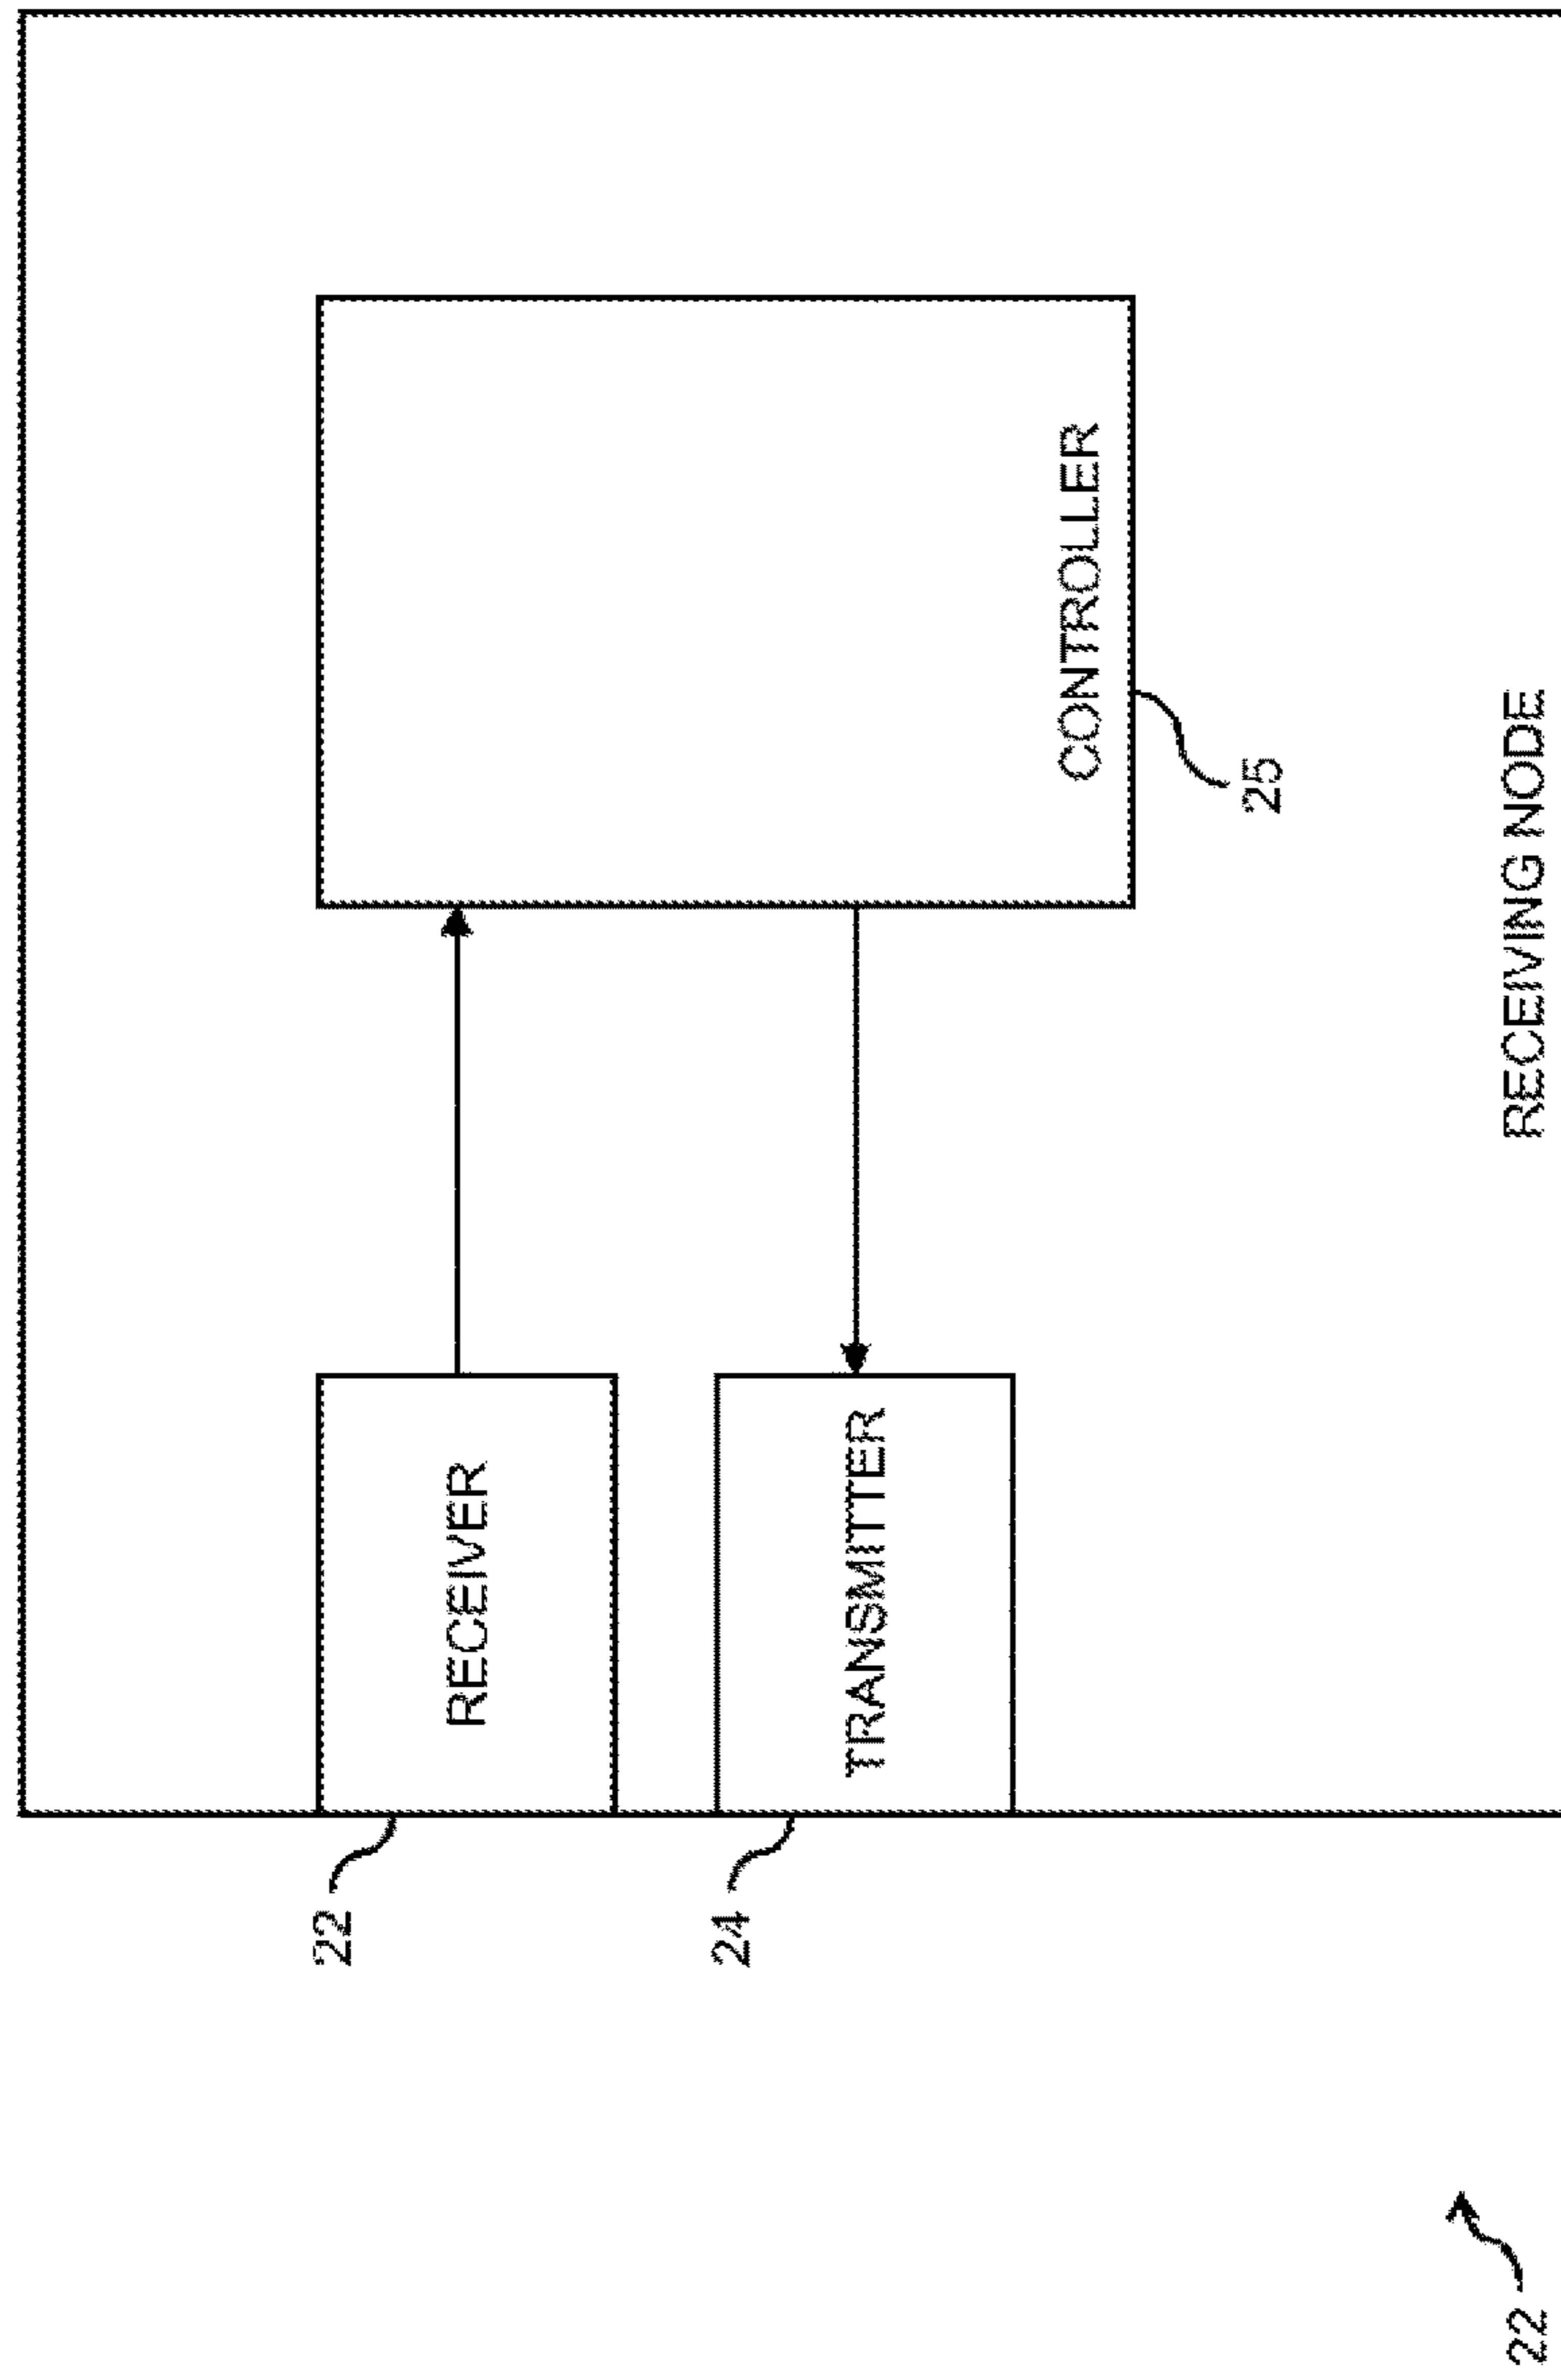 22
RECEIVER
24
TRANSMITTER
CONTROLLER
25
22
RECEIVING NODE